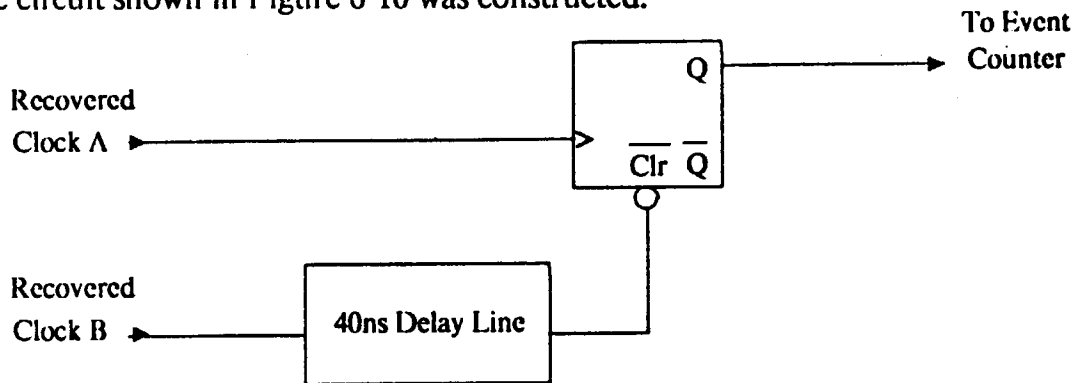 e circuit shown in Figure 6-10 was constructed.
To Event
Counter
Q
Recovered
Clock A
Clr Q
Recovered
Clock B
40ns Delay Line